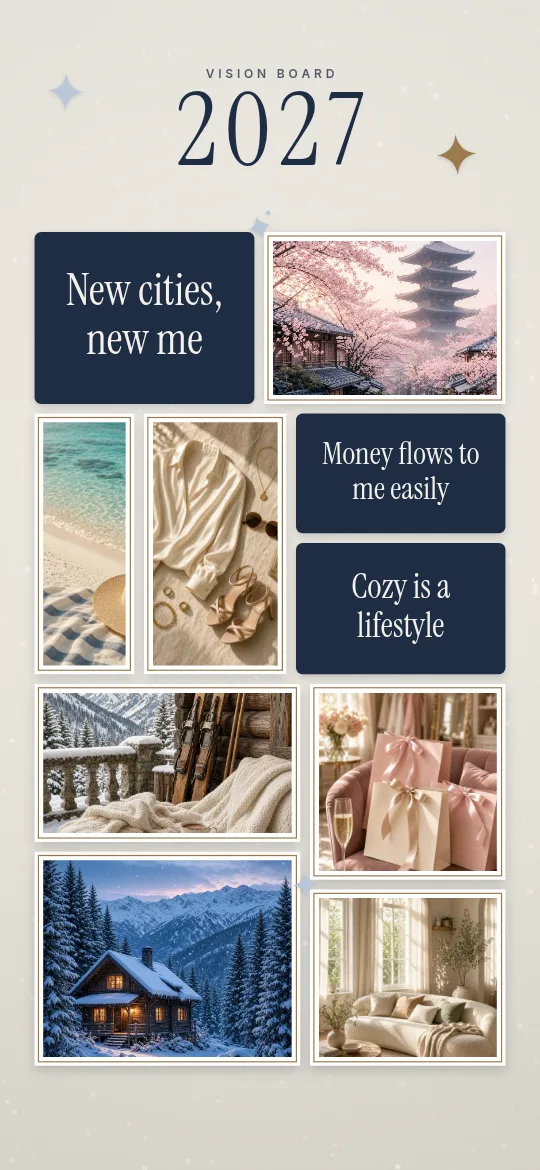 VISION BOARD
2027
New cities,
new me
Money flows to
me easily
Cozy is a
lifestyle